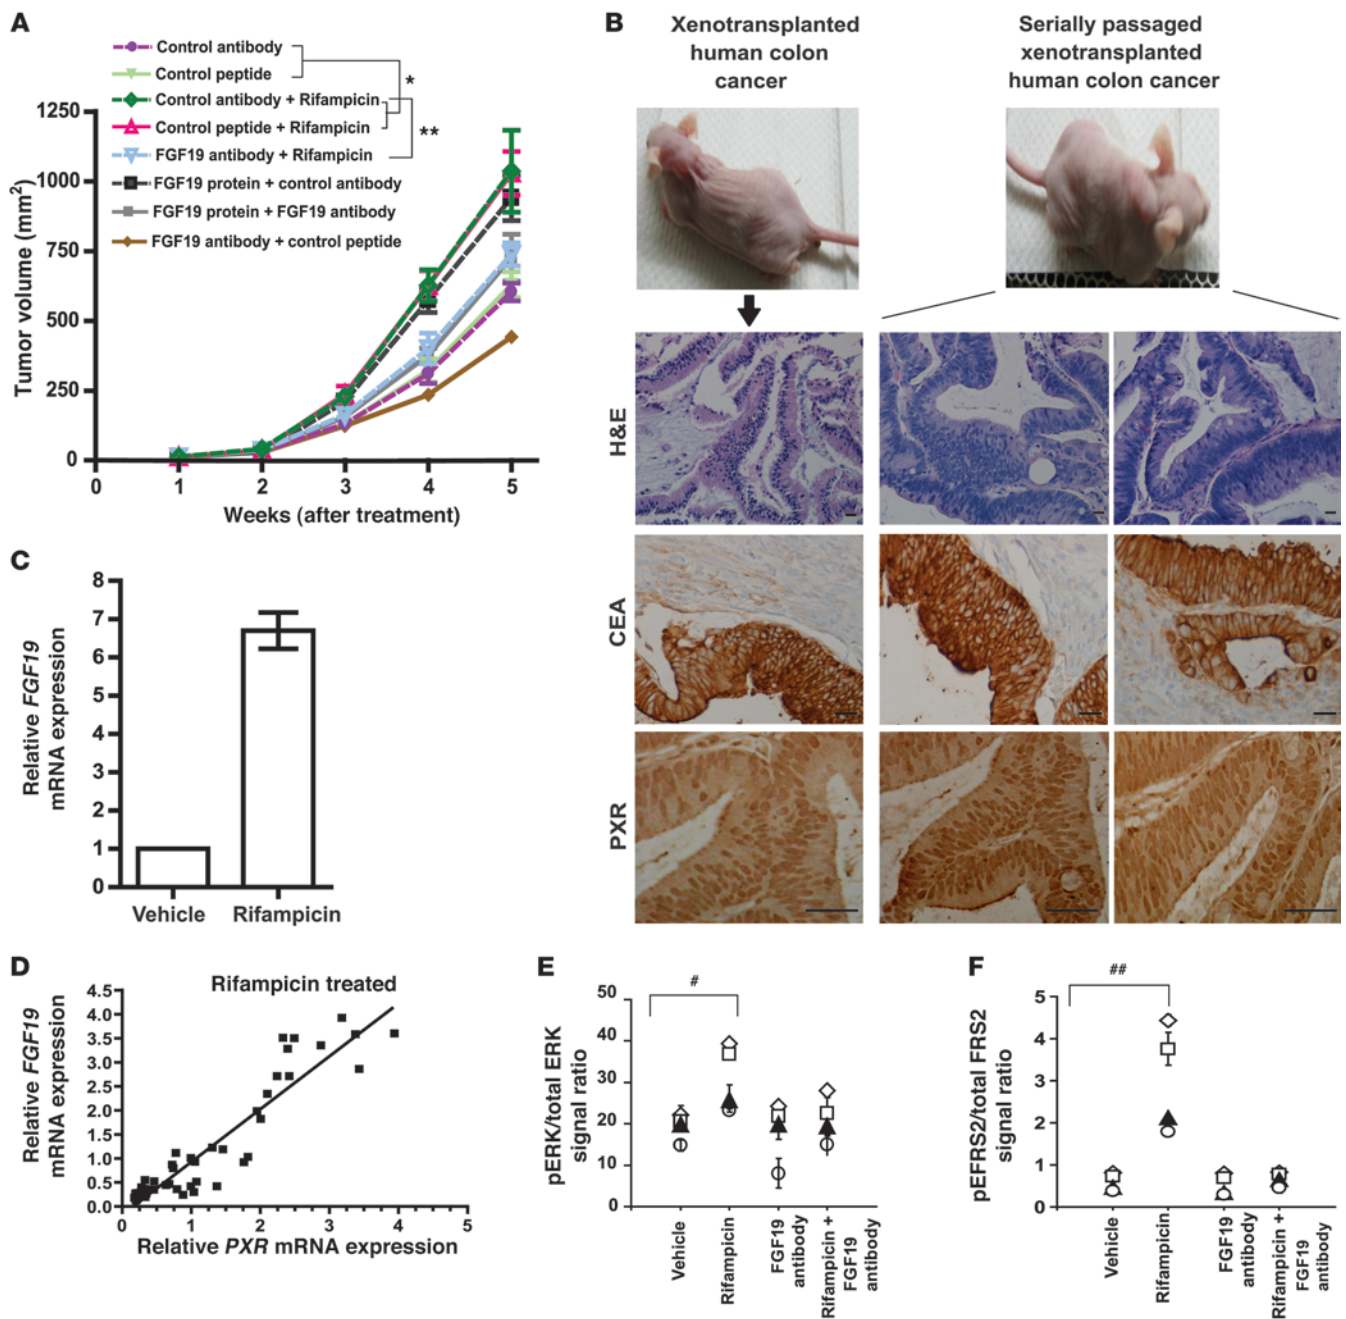 A
Control antibody
Control peptide
Control antibody + Rifampicin
Control peptide + Rifampicin
FGF19 antibody + Rifampicin
FGF19 protein + control antibody
FGF19 protein + FGF19 antibody
FGF19 antibody + control peptide
*
**
Tumor volume (mm2)
1250
1000
750
500
250
0
0 1 2 3 4 5
Weeks (after treatment)
B
Xenotransplanted
human colon
cancer
Serially passaged
xenotransplanted
human colon cancer
H&E
CEA
PXR
C
Relative FGF19
mRNA expression
8
7
6
5
4
3
2
1
0
Vehicle Rifampicin
D
Rifampicin treated
Relative FGF19
mRNA expression
4.5
4.0
3.5
3.0
2.5
2.0
1.5
1.0
0.5
0.0
0 1 2 3 4 5
Relative PXR mRNA expression
E
#
pERK/total ERK
signal ratio
50
40
30
20
10
0
Vehicle
Rifampicin
FGF19
antibody
Rifampicin +
FGF19
antibody
F
##
pEFRS2/total FRS2
signal ratio
5
4
3
2
1
0
Vehicle
Rifampicin
FGF19
antibody
Rifampicin +
FGF19
antibody